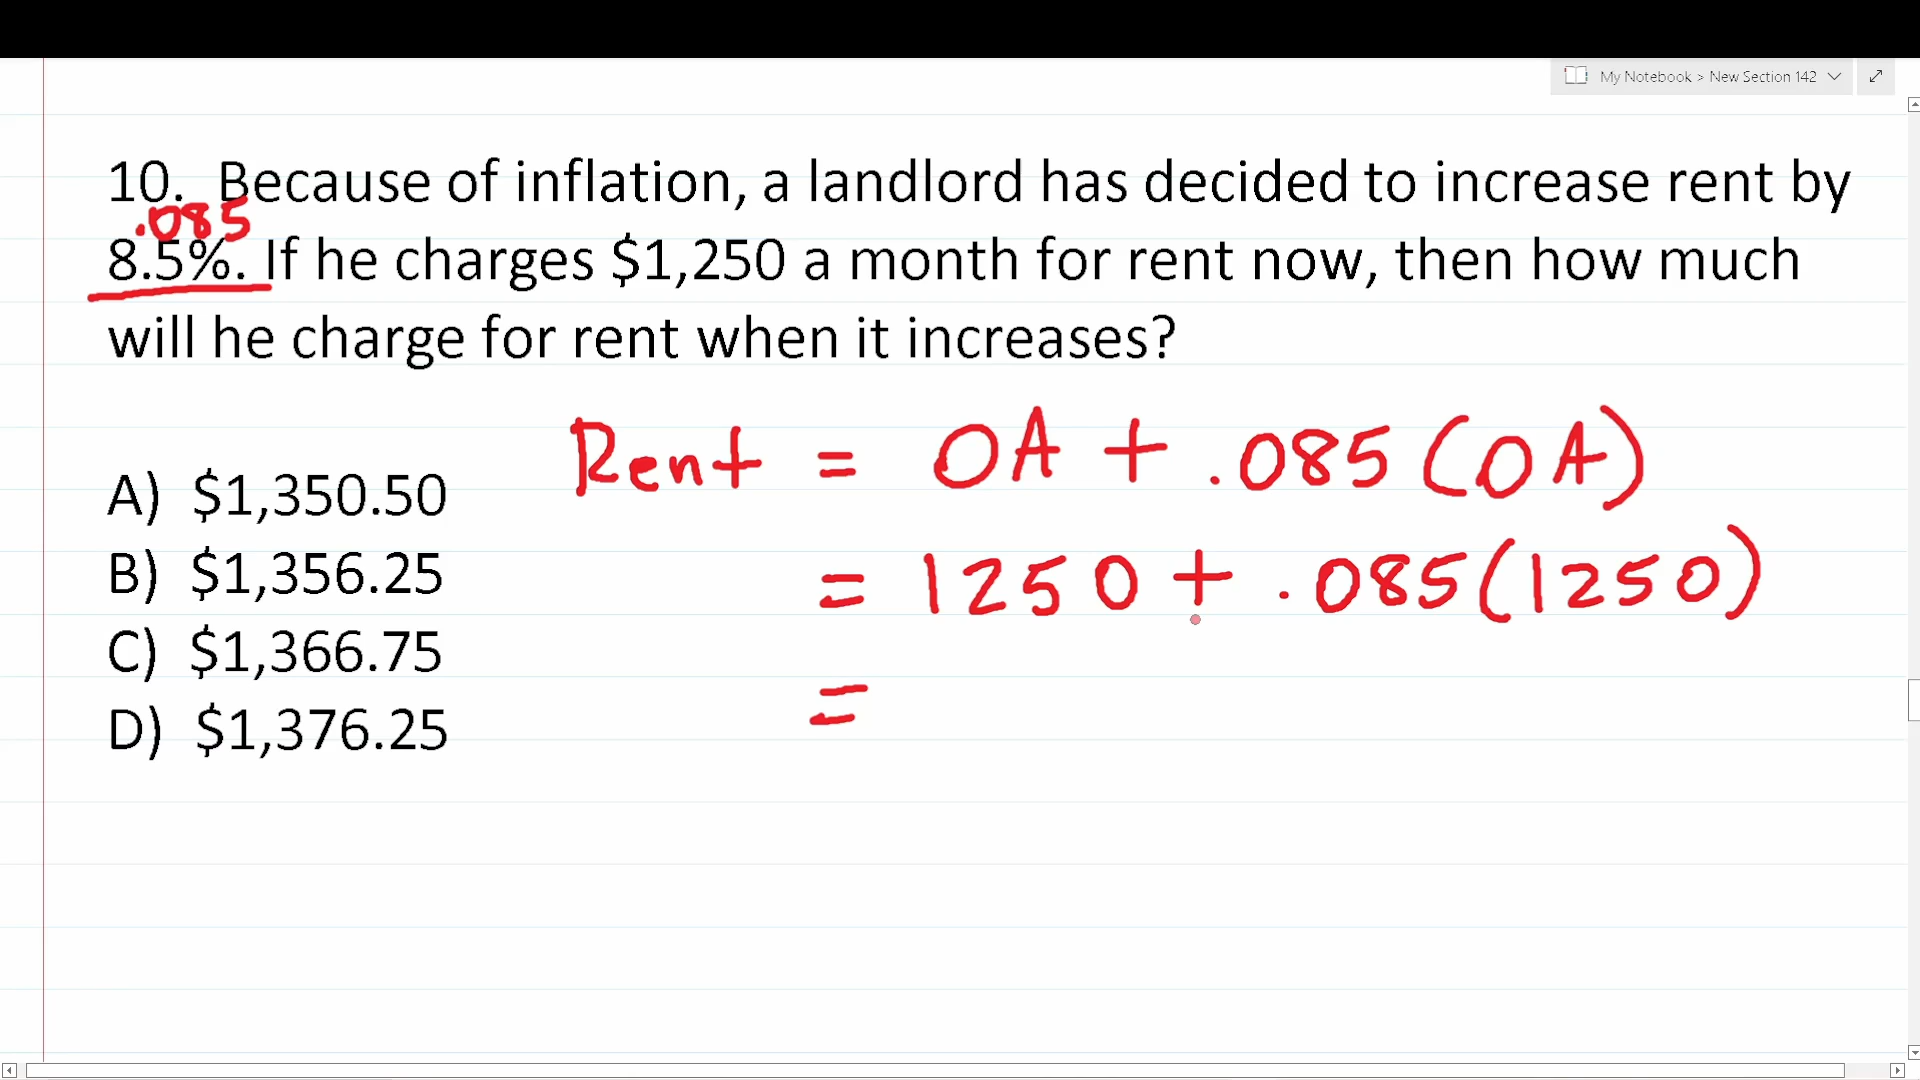 My Notebook > New Section 142
10. Because of inflation, a landlord has decided to increase rent by
.085
8.5%. If he charges $1,250 a month for rent now, then how much
will he charge for rent when it increases?
Rent = OA + .085(OA)
A) $1,350.50
= 1250 + .085(1250)
B) $1,356.25
C) $1,366.75
=
D) $1,376.25